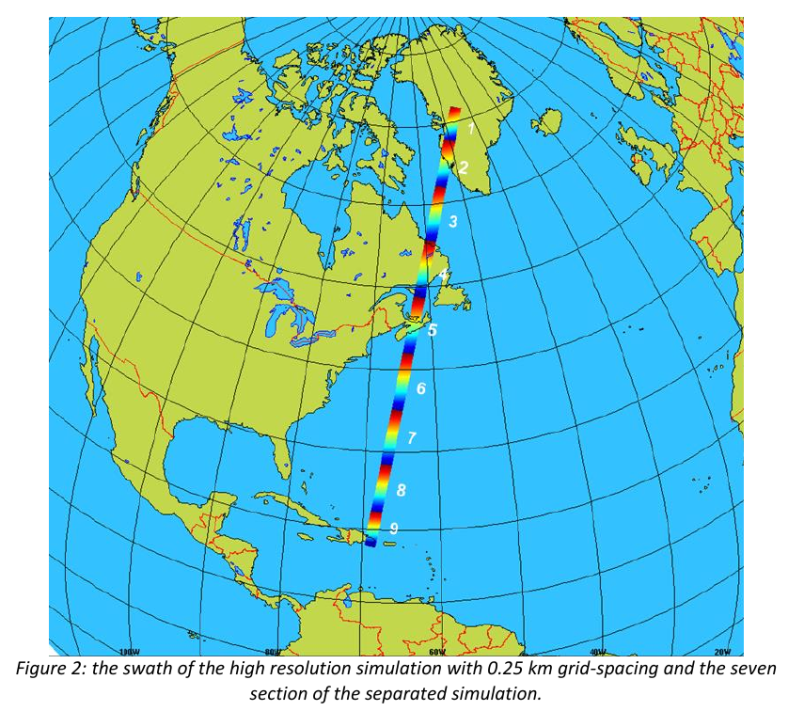 1
2
3
4
5
6
7
8
9
100W
80W
60W
40W
20W
Figure 2: the swath of the high resolution simulation with 0.25 km grid-spacing and the seven
section of the separated simulation.